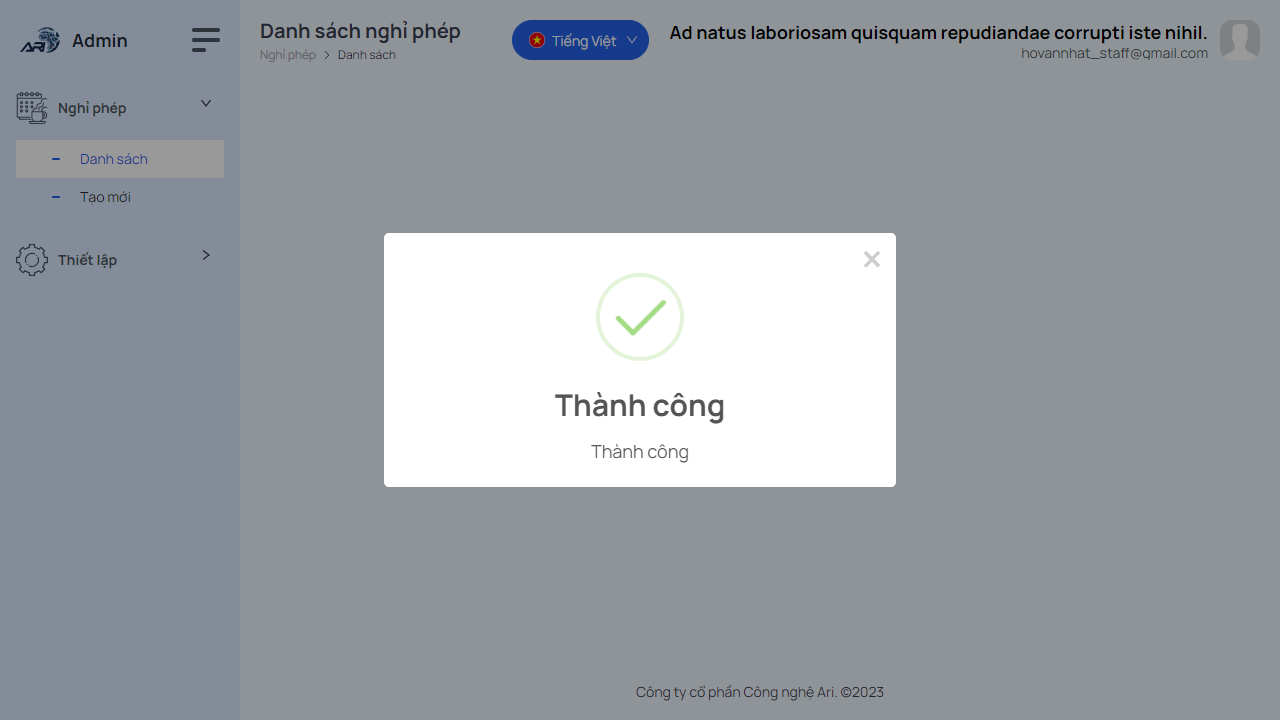 ARI
Admin
Nghỉ phép
Danh sách
Tạo mới
Thiết lập
Danh sách nghỉ phép
Nghỉ phép > Danh sách
Tiếng Việt
Ad natus laboriosam quisquam repudiandae corrupti iste nihil.
hovannhat_staff@gmail.com
Thành công
Thành công
Công ty cổ phần Công nghệ Ari. ©2023